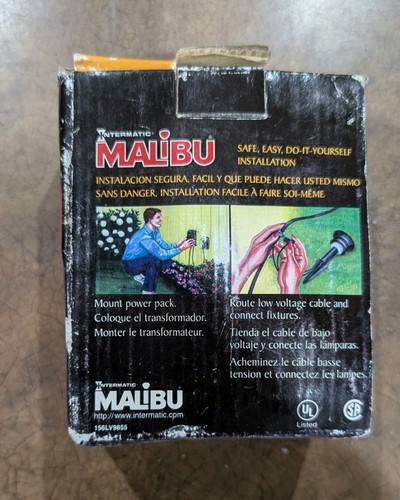 INTERMATIC
MALiBU®
SAFE, EASY, DO-IT-YOURSELF
INSTALLATION
INSTALACION SEGURA, FACIL Y QUE PUEDE HACER USTED MISMO
SANS DANGER, INSTALLATION FACILE À FAIRE SOI-MÊME
Mount power pack.
Coloque el transformador.
Monter le transformateur.
Route low voltage cable and
connect fixtures.
Tienda el cable de bajo
voltaje y conecte las lámparas.
Acheminez le câble basse
tension et connectez les lampes.
INTERMATIC
MALiBU®
http://www.intermatic.com
156LV9855
UL
Listed
SA